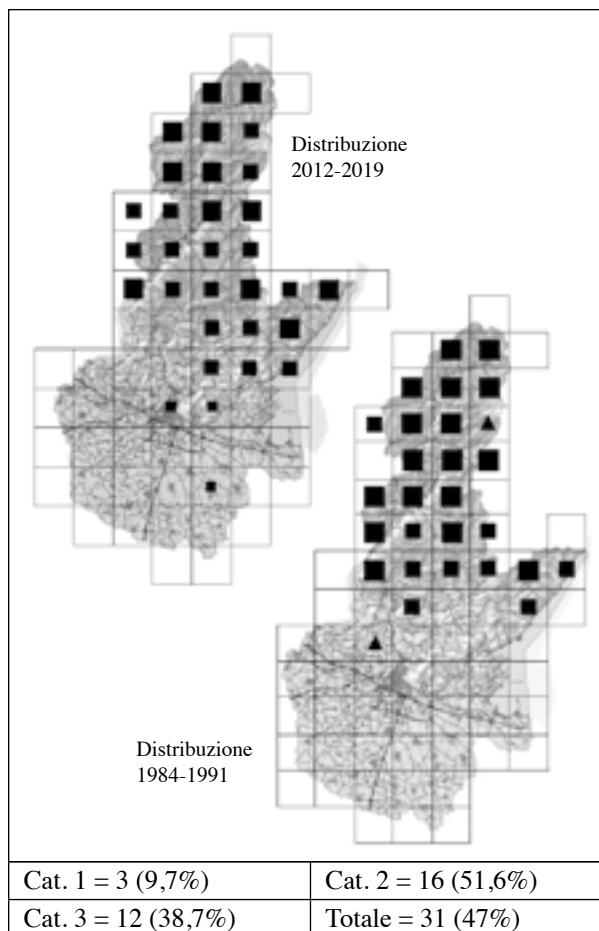 Distribuzione
2012-2019
Distribuzione
1984-1991
Cat. 1 = 3 (9,7%)
Cat. 2 = 16 (51,6%)
Cat. 3 = 12 (38,7%)
Totale = 31 (47%)